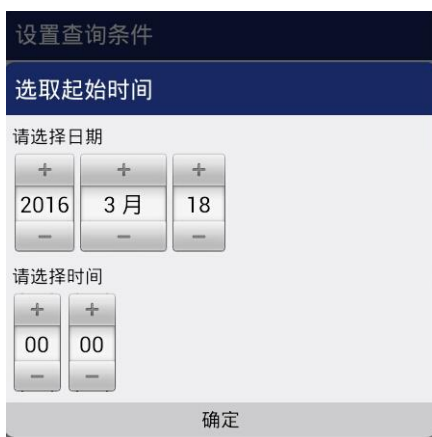 设置查询条件
选取起始时间
请选择日期
+ + +
2016 3 月 18
− − −
请选择时间
+ +
00 00
− −
确定